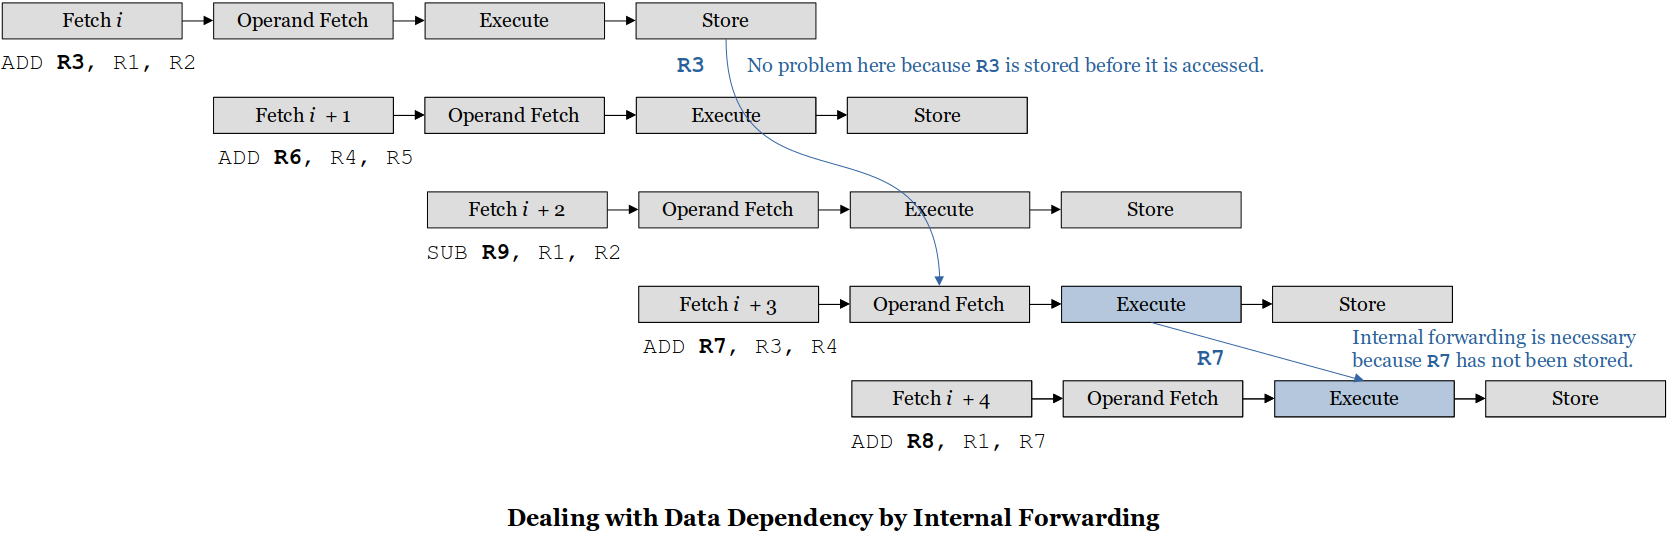 Fetch i Operand Fetch Execute Store
ADD R3, R1, R2
R3 No problem here because R3 is stored before it is accessed.
Fetch i + 1 Operand Fetch Execute Store
ADD R6, R4, R5
Fetch i + 2 Operand Fetch Execute Store
SUB R9, R1, R2
Fetch i + 3 Operand Fetch Execute Store
ADD R7, R3, R4
R7
Internal forwarding is necessary
because R7 has not been stored.
Fetch i + 4 Operand Fetch Execute Store
ADD R8, R1, R7
Dealing with Data Dependency by Internal Forwarding